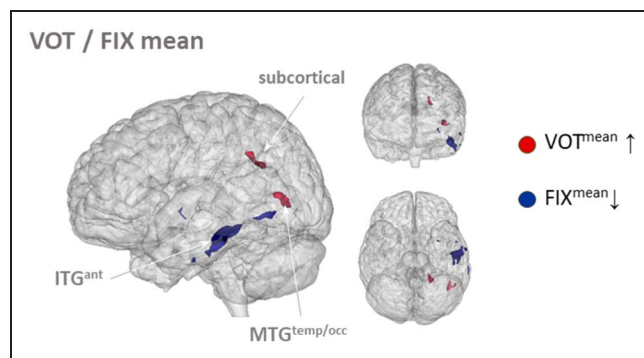 VOT / FIX mean
subcortical
VOTmean ↑
FIXmean ↓
ITGant
MTGtemp/occ